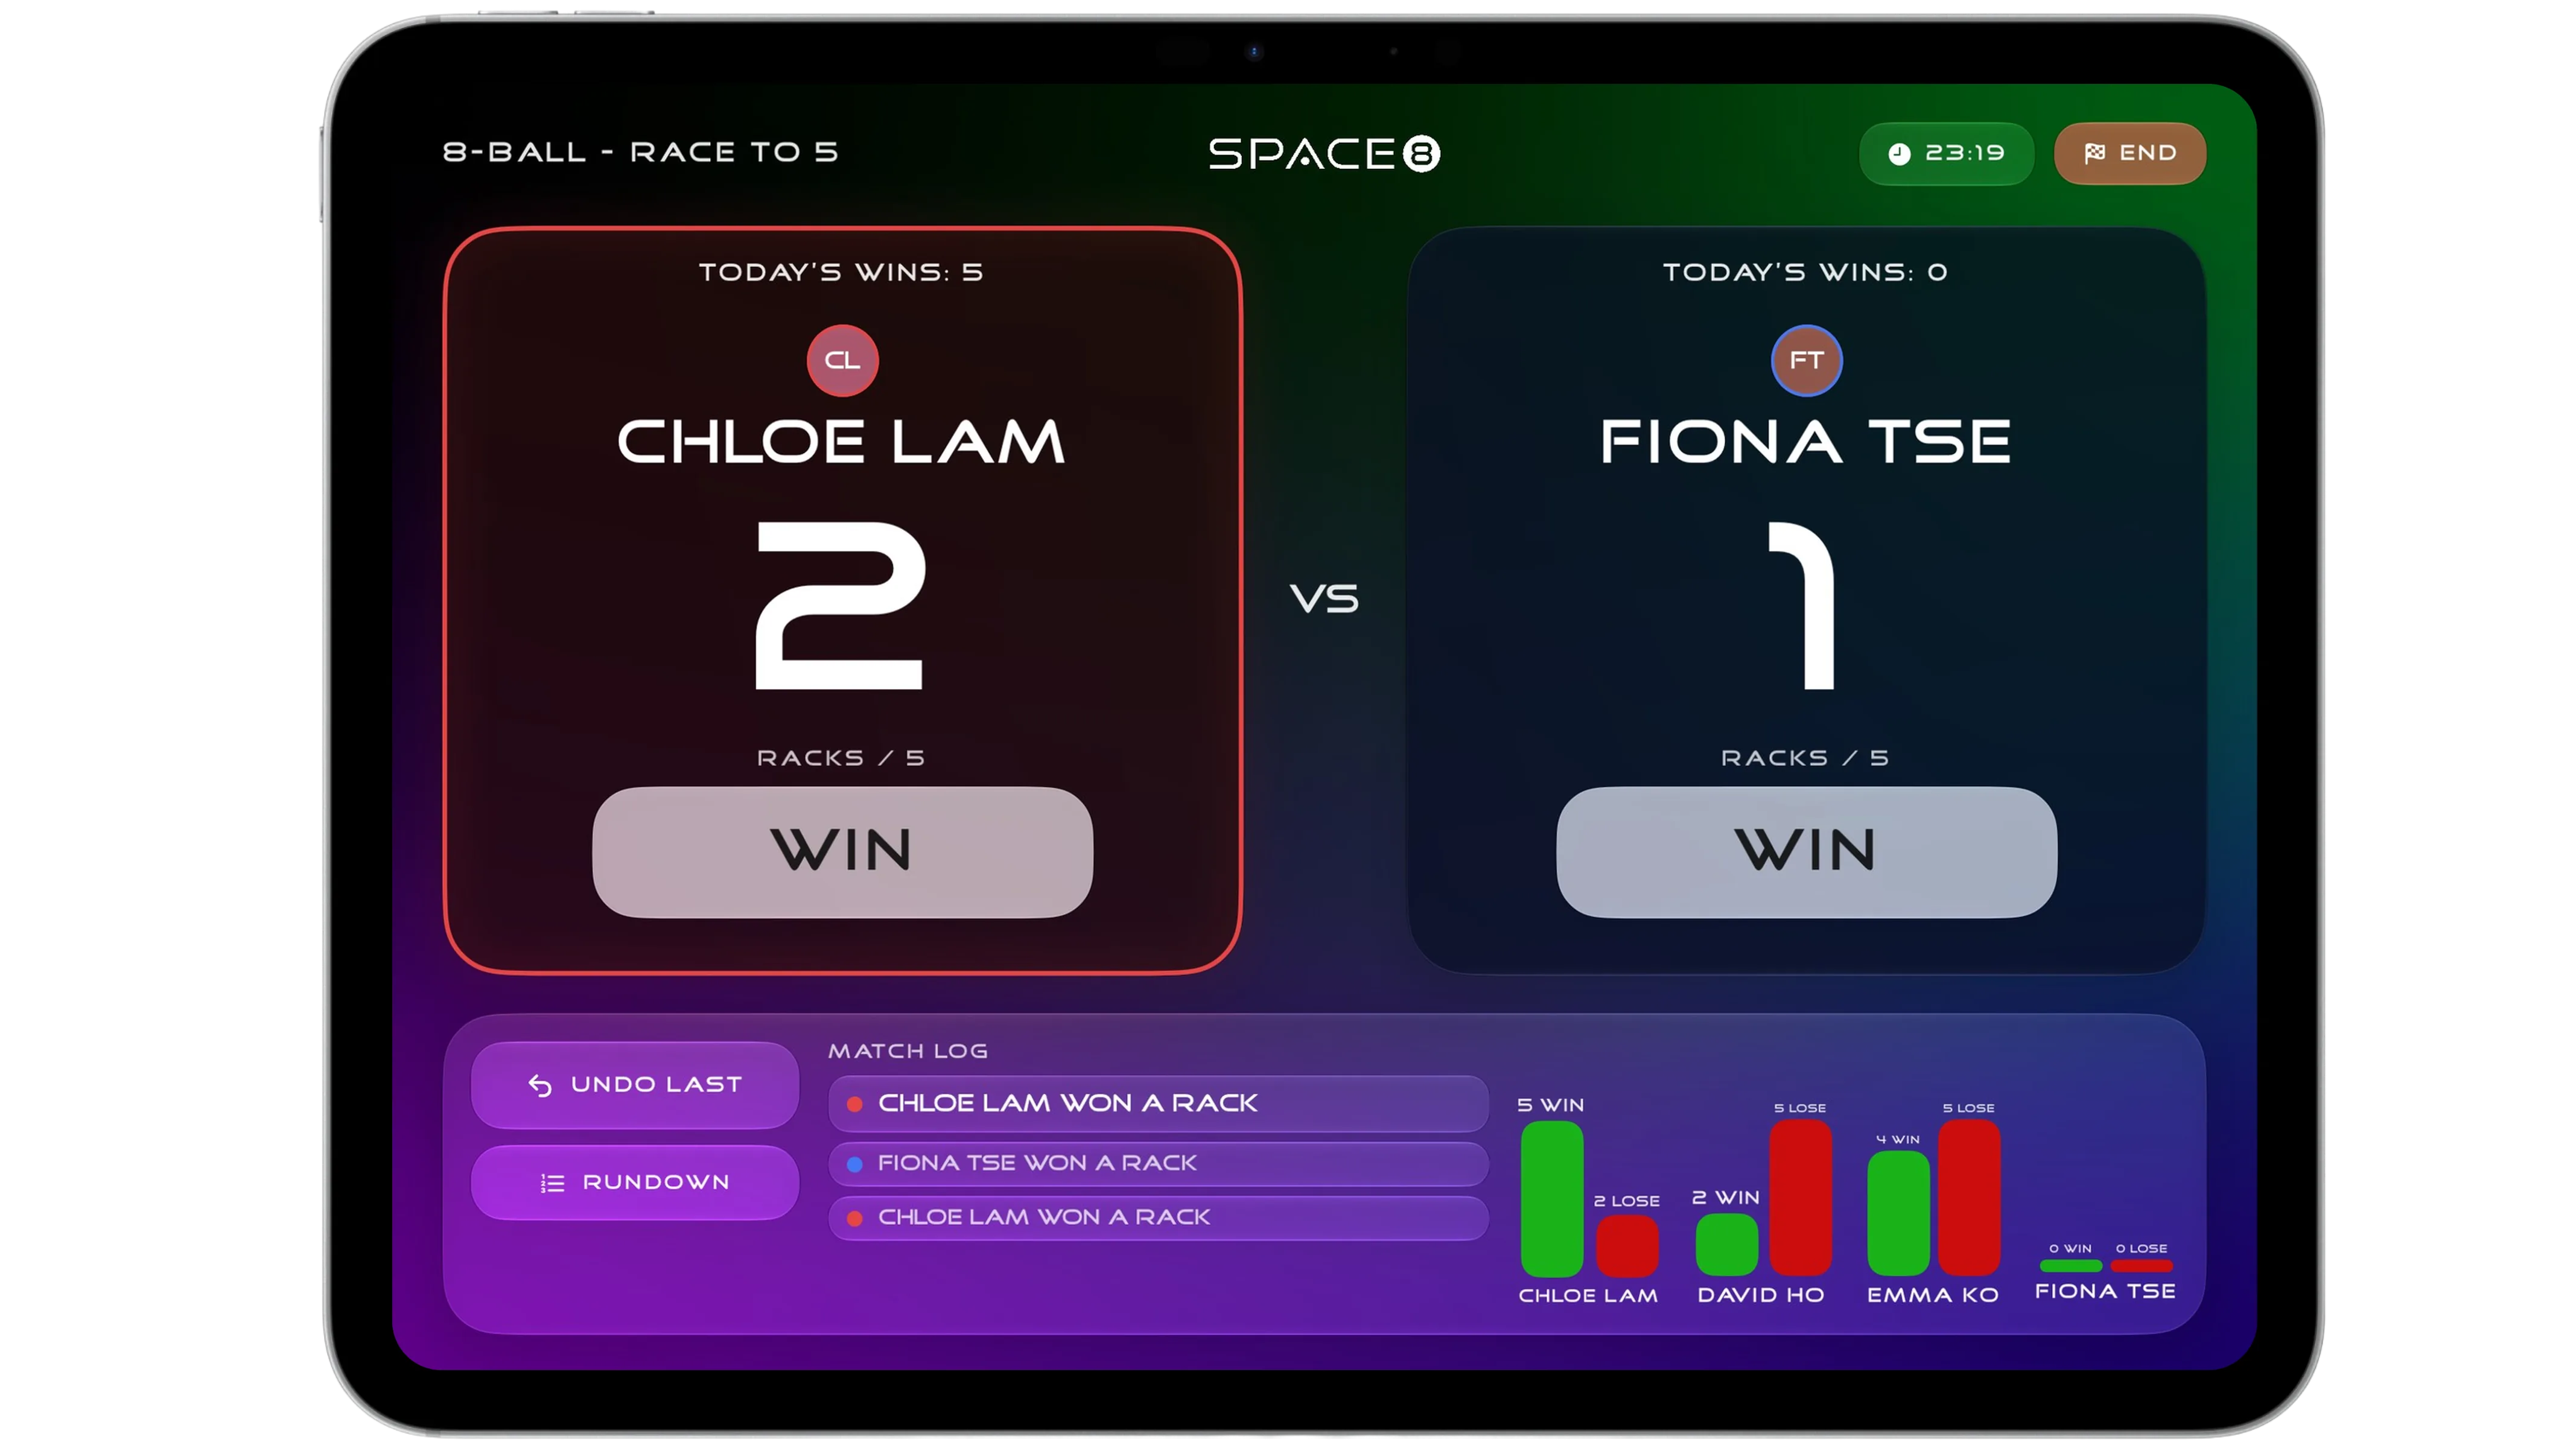 8-BALL - RACE TO 5
SPACE8
23:19
END
TODAY'S WINS: 5
CL
CHLOE LAM
2
RACKS / 5
WIN
VS
TODAY'S WINS: 0
FT
FIONA TSE
1
RACKS / 5
WIN
UNDO LAST
RUNDOWN
MATCH LOG
CHLOE LAM WON A RACK
FIONA TSE WON A RACK
CHLOE LAM WON A RACK
5 WIN
2 LOSE
CHLOE LAM
2 WIN
5 LOSE
DAVID HO
4 WIN
5 LOSE
EMMA KO
0 WIN
0 LOSE
FIONA TSE